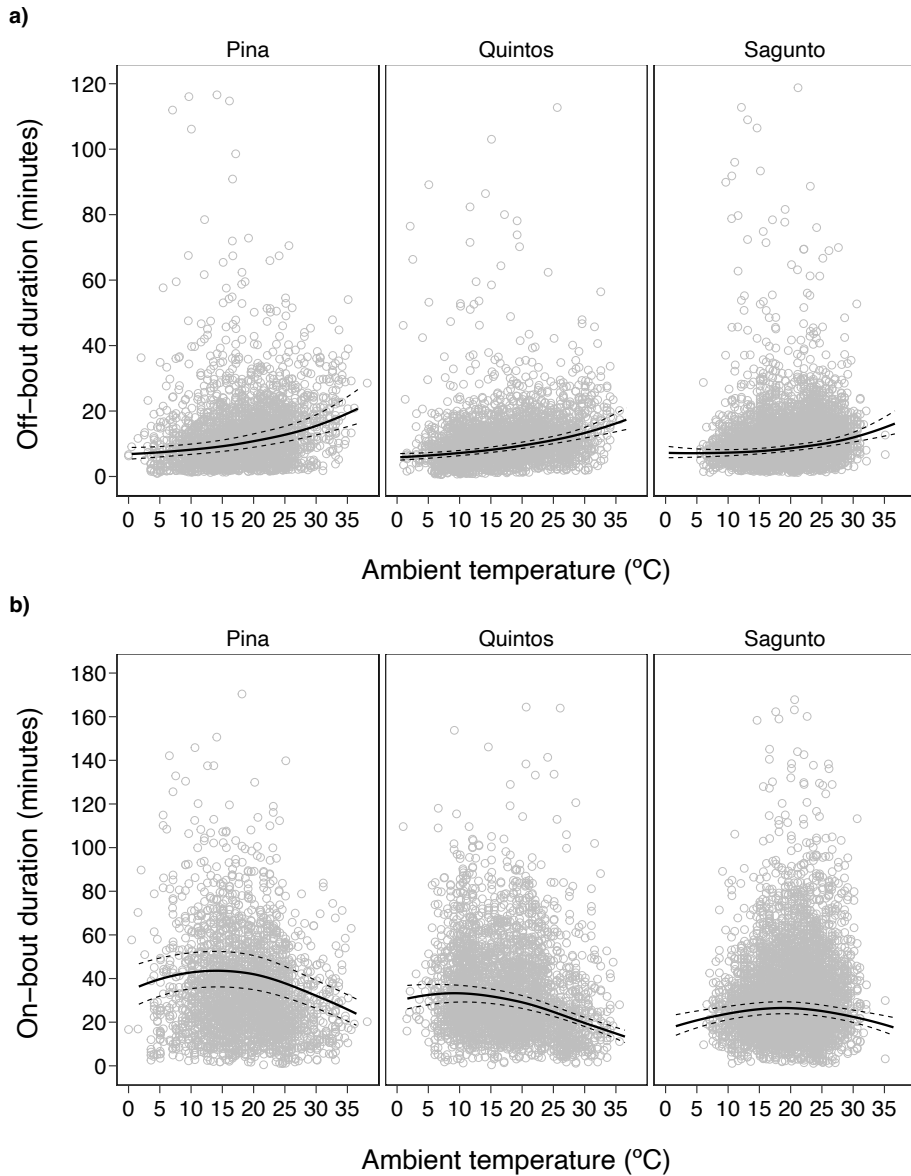 a)
Pina Quintos Sagunto
120
100
80
60
40
20
0
Off−bout duration (minutes)
0 5 10 15 20 25 30 35 0 5 10 15 20 25 30 35 0 5 10 15 20 25 30 35
Ambient temperature (ºC)
b)
Pina Quintos Sagunto
180
160
140
120
100
80
60
40
20
0
On−bout duration (minutes)
0 5 10 15 20 25 30 35 0 5 10 15 20 25 30 35 0 5 10 15 20 25 30 35
Ambient temperature (ºC)